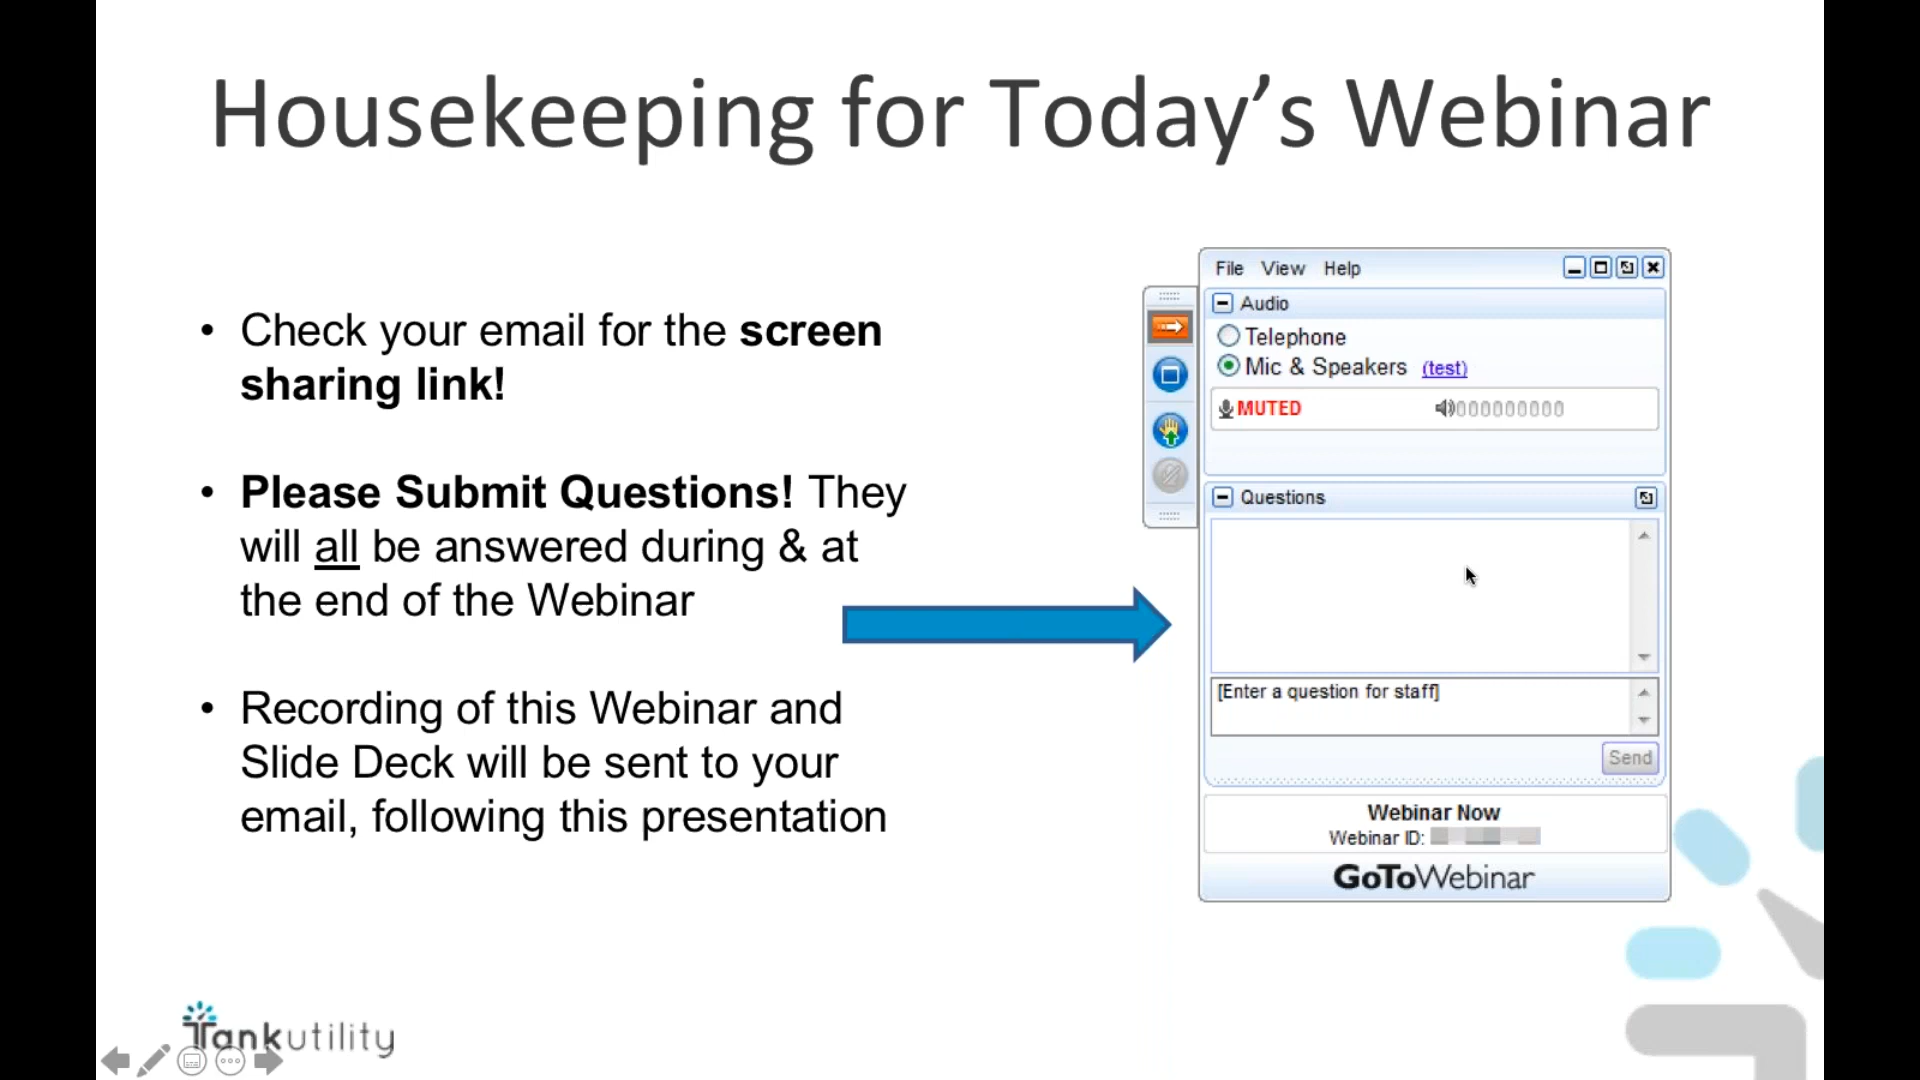 Housekeeping for Today’s Webinar
• Check your email for the screen
sharing link!
• Please Submit Questions! They
will all be answered during & at
the end of the Webinar
• Recording of this Webinar and
Slide Deck will be sent to your
email, following this presentation
File View Help
Audio
Telephone
Mic & Speakers (test)
MUTED
Questions
[Enter a question for staff]
Send
Webinar Now
Webinar ID:
GoToWebinar
Tankutility